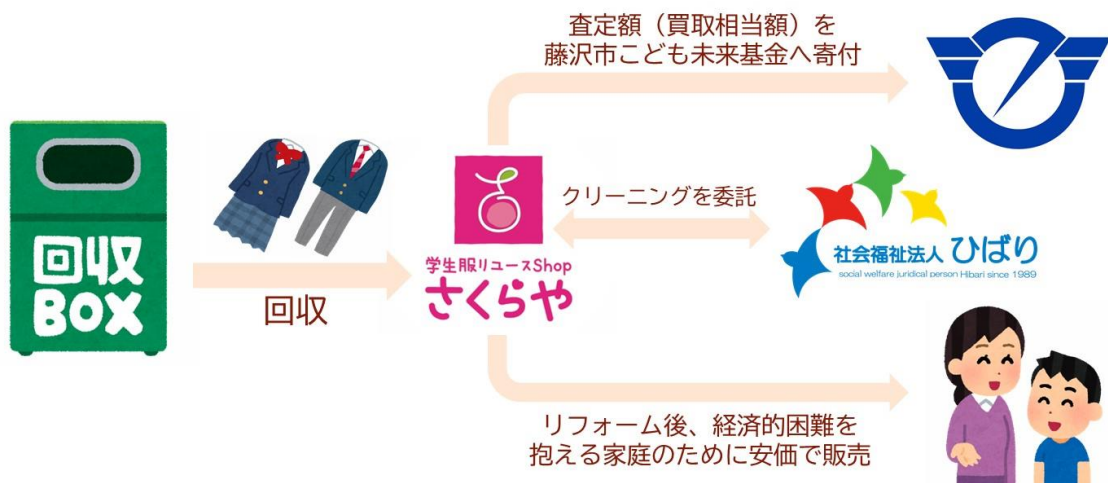 査定額（買取相当額）を
藤沢市こども未来基金へ寄付
回収
BOX
回収
学生服リユースShop
さくらや
クリーニングを委託
社会福祉法人 ひばり
social welfare juridical person Hibari since 1989
リフォーム後、経済的困難を
抱える家庭のために安価で販売